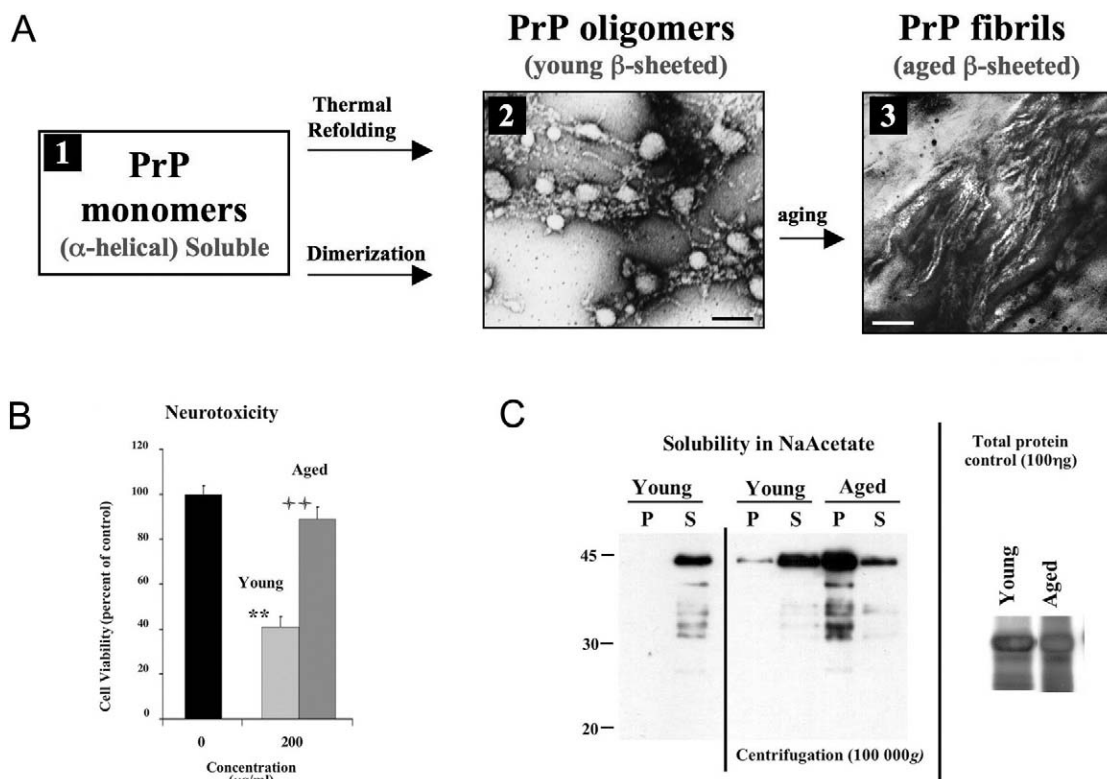 A
PrP oligomers
(young β-sheeted)
PrP fibrils
(aged β-sheeted)
1
PrP
monomers
(α-helical) Soluble
Thermal
Refolding
Dimerization
2
aging
3
B
Neurotoxicity
Cell Viability (percent of control)
120
100
80
60
40
20
0
Young
**
Aged
++
0
200
Concentration
C
Solubility in NaAcetate
Young
Young
Aged
P
S
P
S
P
S
45
30
20
Centrifugation (100 000g)
Total protein
control (100ηg)
Young
Aged